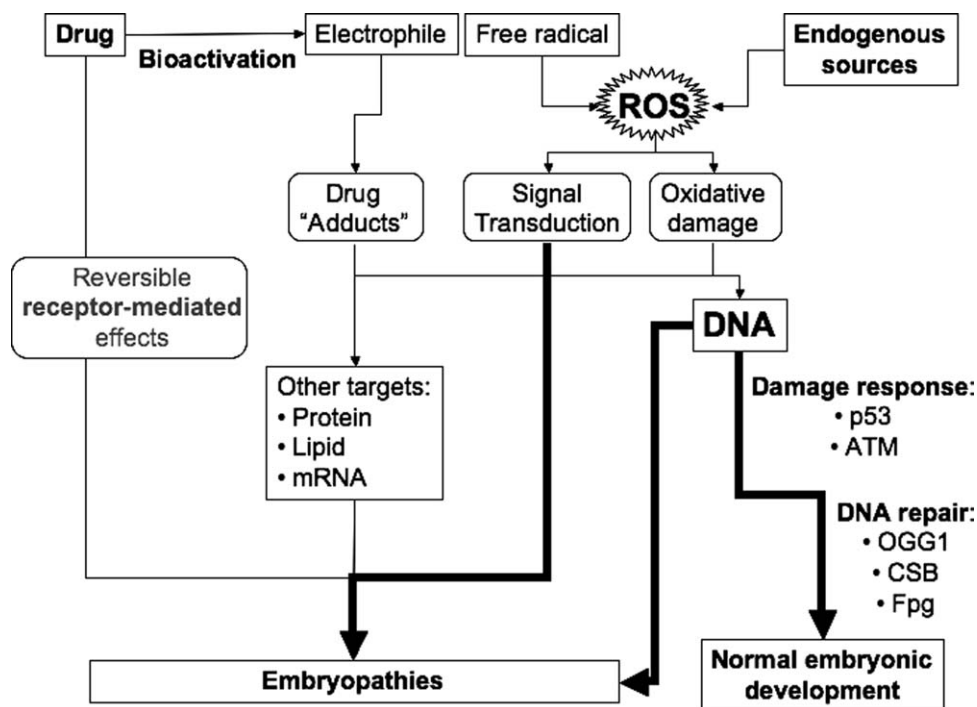 Drug
Bioactivation
Electrophile
Free radical
Endogenous
sources
ROS
Drug
“Adducts”
Signal
Transduction
Oxidative
damage
Reversible
receptor-mediated
effects
DNA
Other targets:
• Protein
• Lipid
• mRNA
Damage response:
• p53
• ATM
DNA repair:
• OGG1
• CSB
• Fpg
Embryopathies
Normal embryonic
development